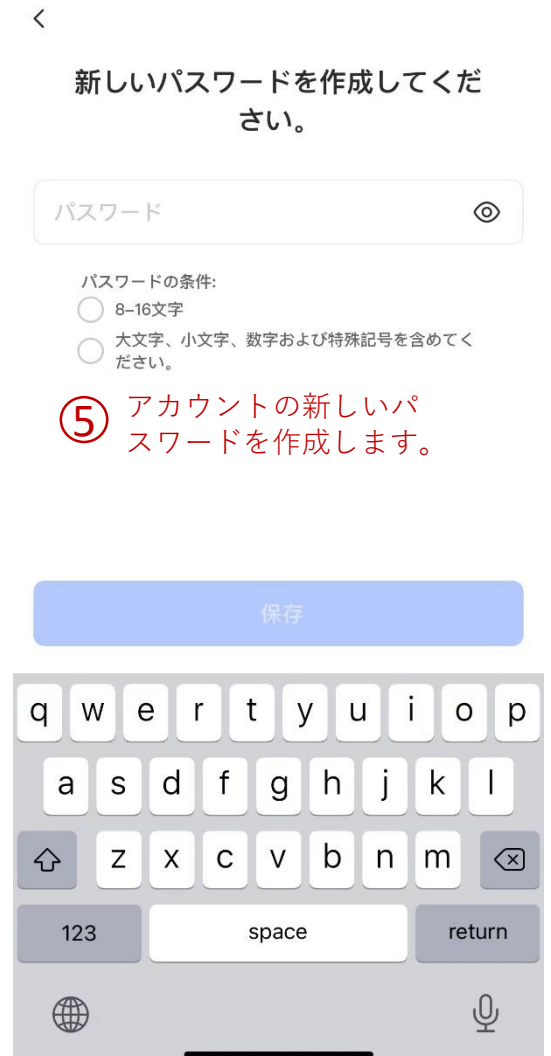 新しいパスワードを作成してくだ
さい。
パスワード
パスワードの条件:
8–16文字
大文字、小文字、数字および特殊記号を含めてく
ださい。
⑤ アカウントの新しいパ
スワードを作成します。
保存
q w e r t y u i o p
a s d f g h j k l
z x c v b n m
123 space return